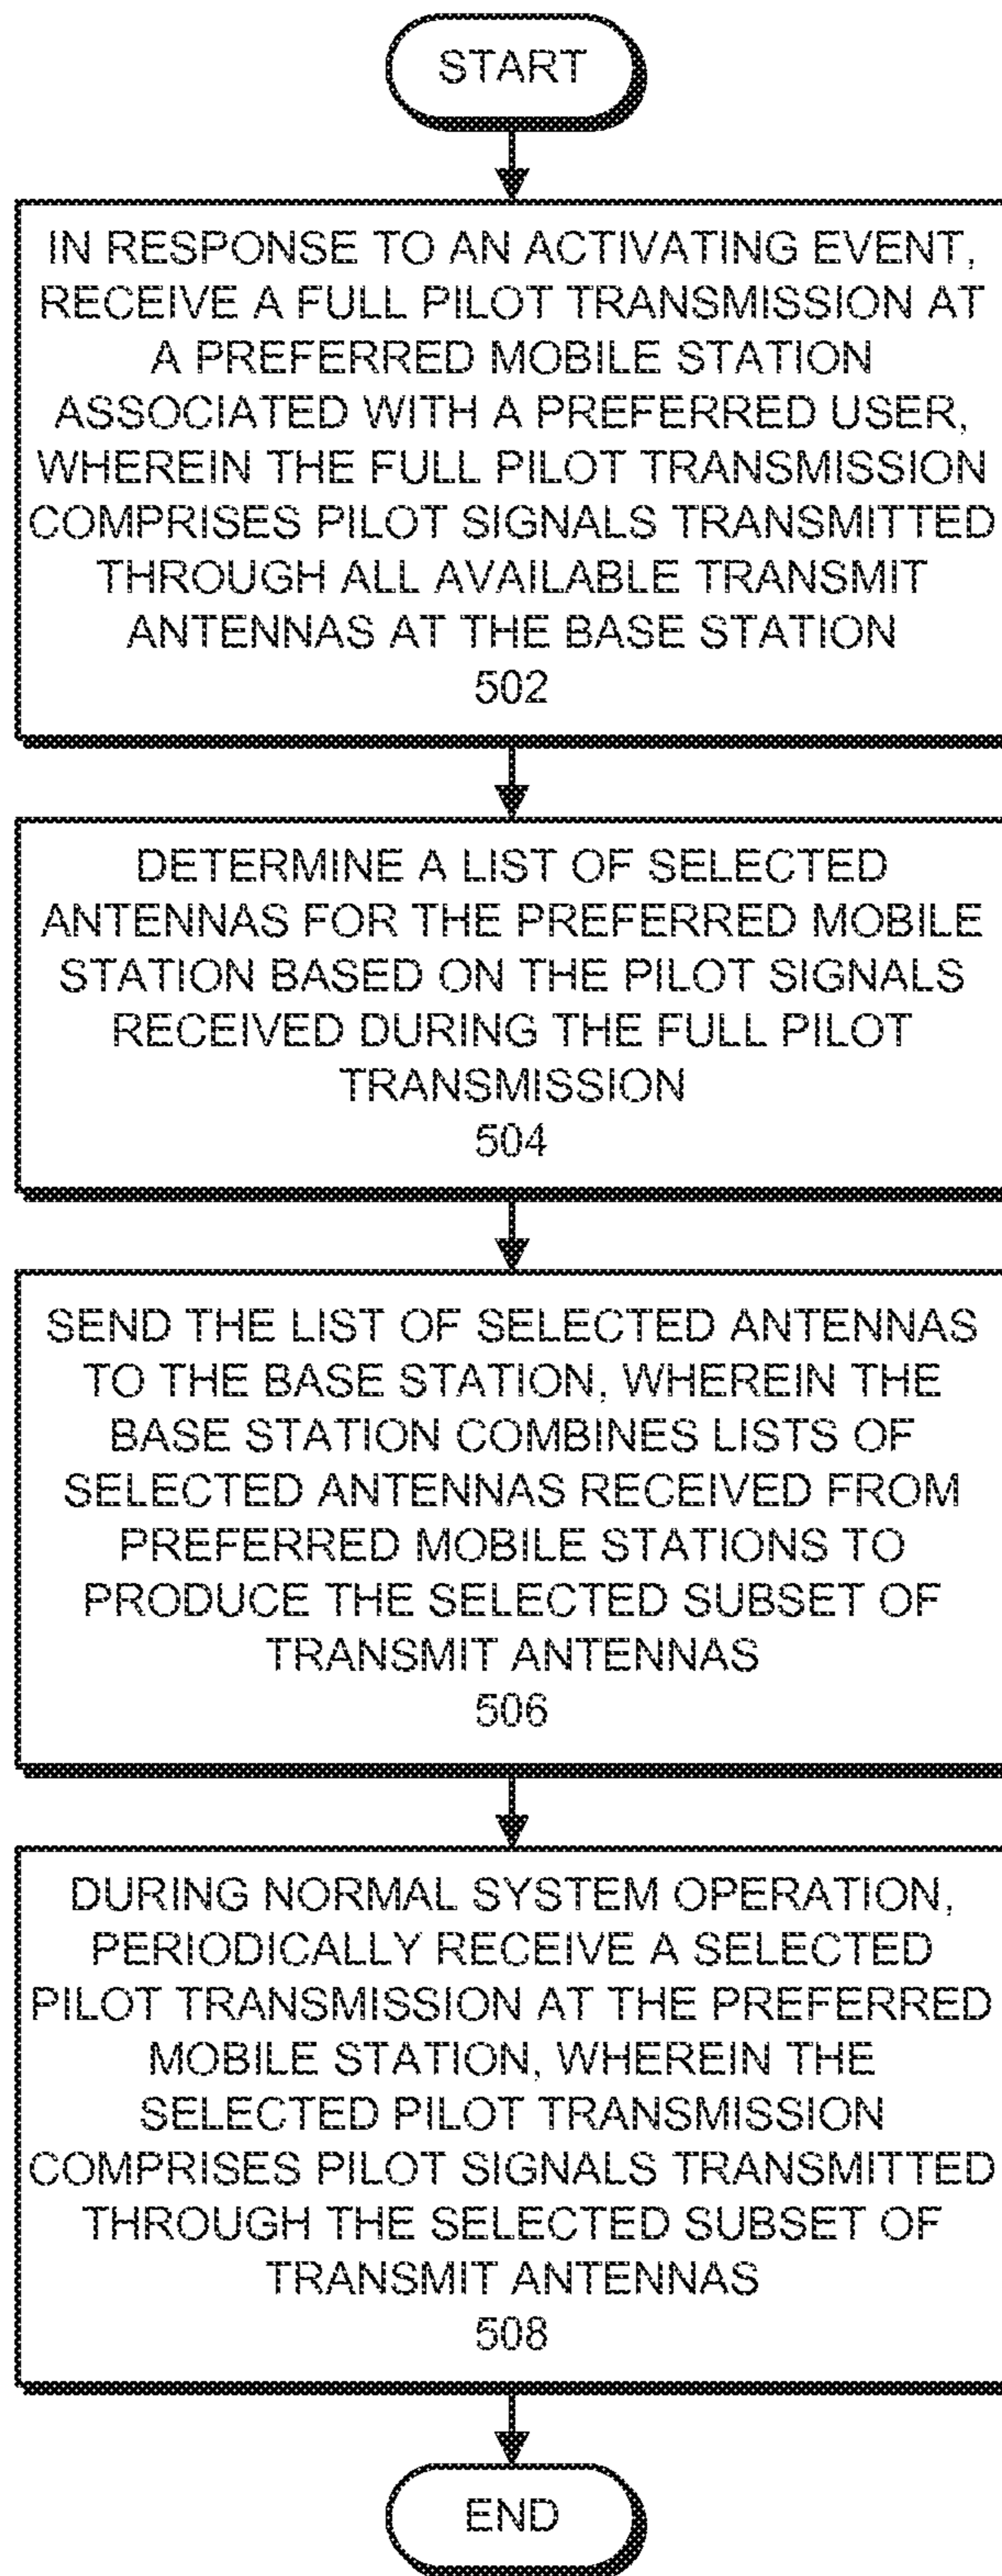 START
IN RESPONSE TO AN ACTIVATING EVENT,
RECEIVE A FULL PILOT TRANSMISSION AT
A PREFERRED MOBILE STATION
ASSOCIATED WITH A PREFERRED USER,
WHEREIN THE FULL PILOT TRANSMISSION
COMPRISES PILOT SIGNALS TRANSMITTED
THROUGH ALL AVAILABLE TRANSMIT
ANTENNAS AT THE BASE STATION
502
DETERMINE A LIST OF SELECTED
ANTENNAS FOR THE PREFERRED MOBILE
STATION BASED ON THE PILOT SIGNALS
RECEIVED DURING THE FULL PILOT
TRANSMISSION
504
SEND THE LIST OF SELECTED ANTENNAS
TO THE BASE STATION, WHEREIN THE
BASE STATION COMBINES LISTS OF
SELECTED ANTENNAS RECEIVED FROM
PREFERRED MOBILE STATIONS TO
PRODUCE THE SELECTED SUBSET OF
TRANSMIT ANTENNAS
506
DURING NORMAL SYSTEM OPERATION,
PERIODICALLY RECEIVE A SELECTED
PILOT TRANSMISSION AT THE PREFERRED
MOBILE STATION, WHEREIN THE
SELECTED PILOT TRANSMISSION
COMPRISES PILOT SIGNALS TRANSMITTED
THROUGH THE SELECTED SUBSET OF
TRANSMIT ANTENNAS
508
END